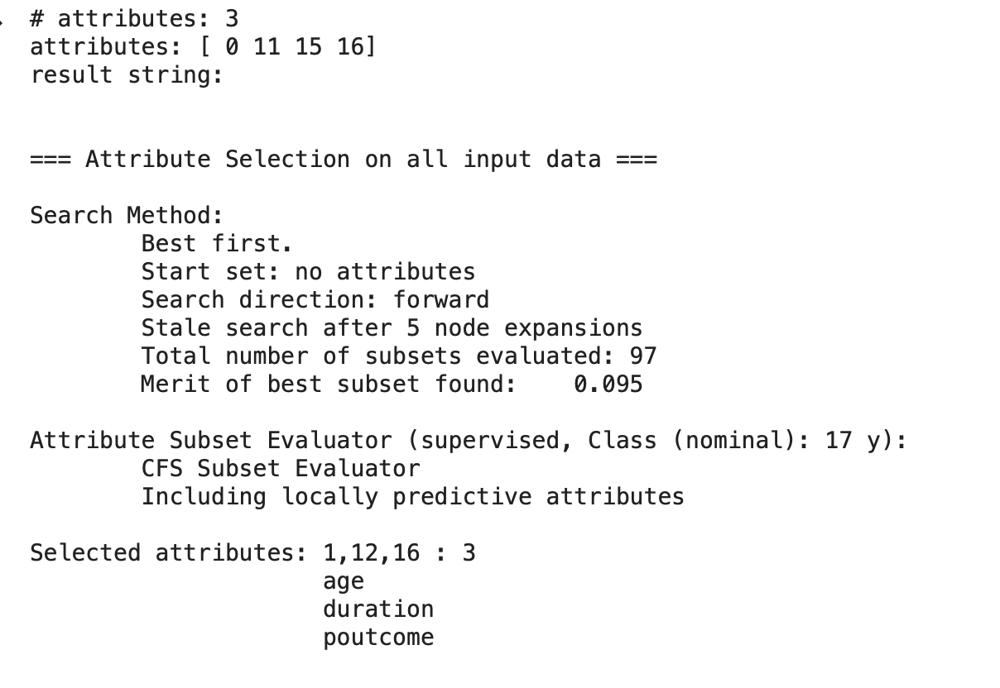 # attributes: 3
attributes: [ 0 11 15 16]
result string:
=== Attribute Selection on all input data ===
Search Method:
Best first.
Start set: no attributes
Search direction: forward
Stale search after 5 node expansions
Total number of subsets evaluated: 97
Merit of best subset found:    0.095
Attribute Subset Evaluator (supervised, Class (nominal): 17 y):
CFS Subset Evaluator
Including locally predictive attributes
Selected attributes: 1,12,16 : 3
age
duration
poutcome